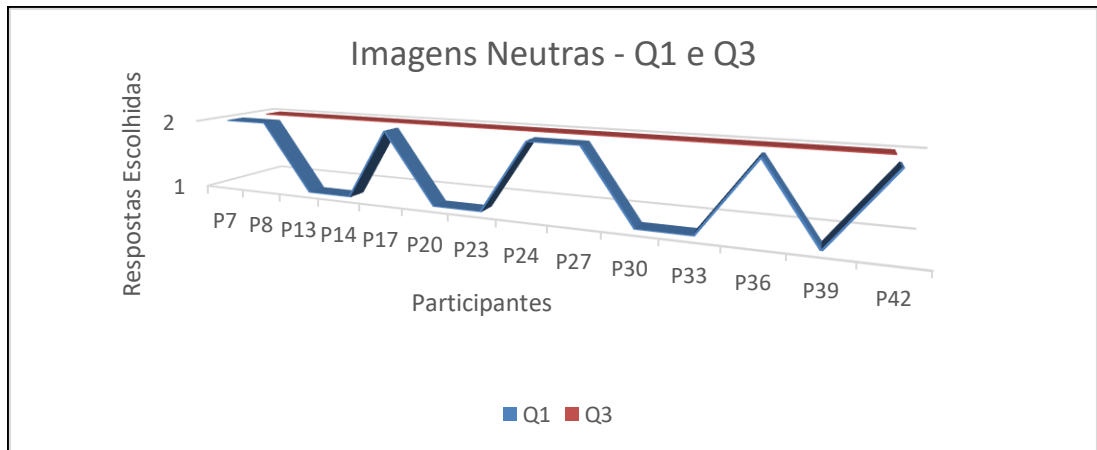 Imagens Neutras - Q1 e Q3
Respostas Escolhidas
2
1
P7 P8 P13 P14 P17 P20 P23 P24 P27 P30 P33 P36 P39 P42
Participantes
Q1 Q3